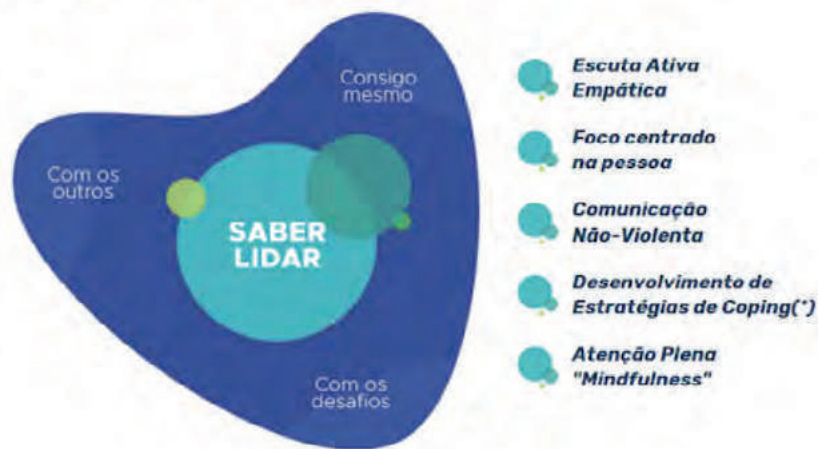 Consigo
mesmo
Com os
outros
SABER
LIDAR
Com os
desafios
Escuta Ativa
Empática
Foco centrado
na pessoa
Comunicação
Não-Violenta
Desenvolvimento de
Estratégias de Coping(*)
Atenção Plena
"Mindfulness"